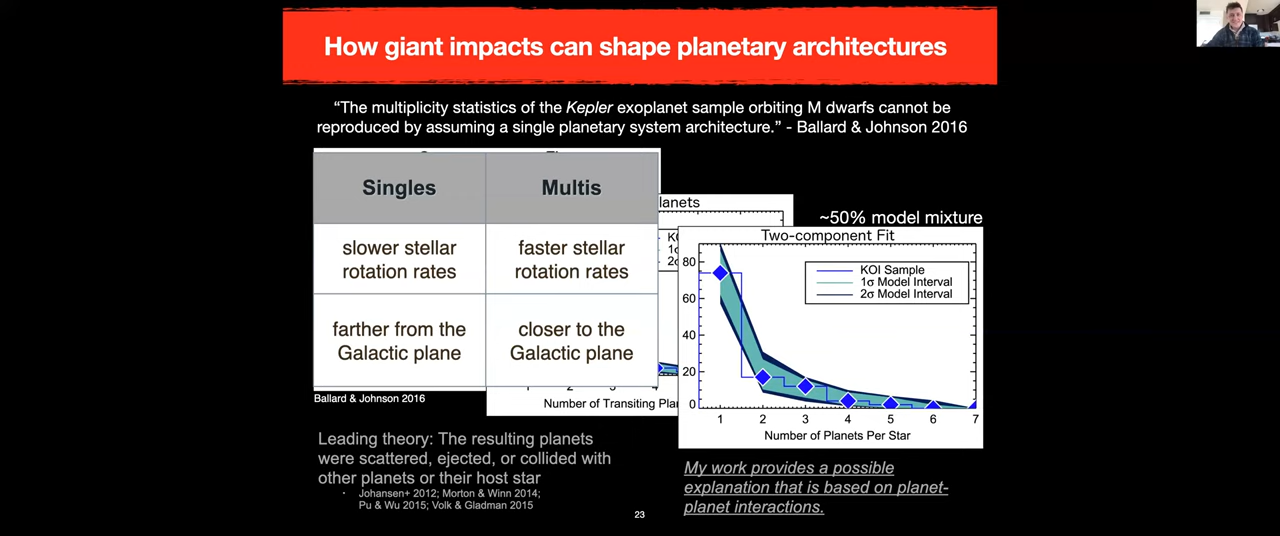 How giant impacts can shape planetary architectures
“The multiplicity statistics of the Kepler exoplanet sample orbiting M dwarfs cannot be
reproduced by assuming a single planetary system architecture.” - Ballard & Johnson 2016
Singles
Multis
slower stellar
rotation rates
faster stellar
rotation rates
farther from the
Galactic plane
closer to the
Galactic plane
Ballard & Johnson 2016
lanets
Number of Transiting Plan
~50% model mixture
Two-component Fit
KOI Sample
1σ Model Interval
2σ Model Interval
80
60
40
20
0
1 2 3 4 5 6 7
Number of Planets Per Star
Leading theory: The resulting planets
were scattered, ejected, or collided with
other planets or their host star
· Johansen+ 2012; Morton & Winn 2014;
Pu & Wu 2015; Volk & Gladman 2015
My work provides a possible
explanation that is based on planet-
planet interactions.
23